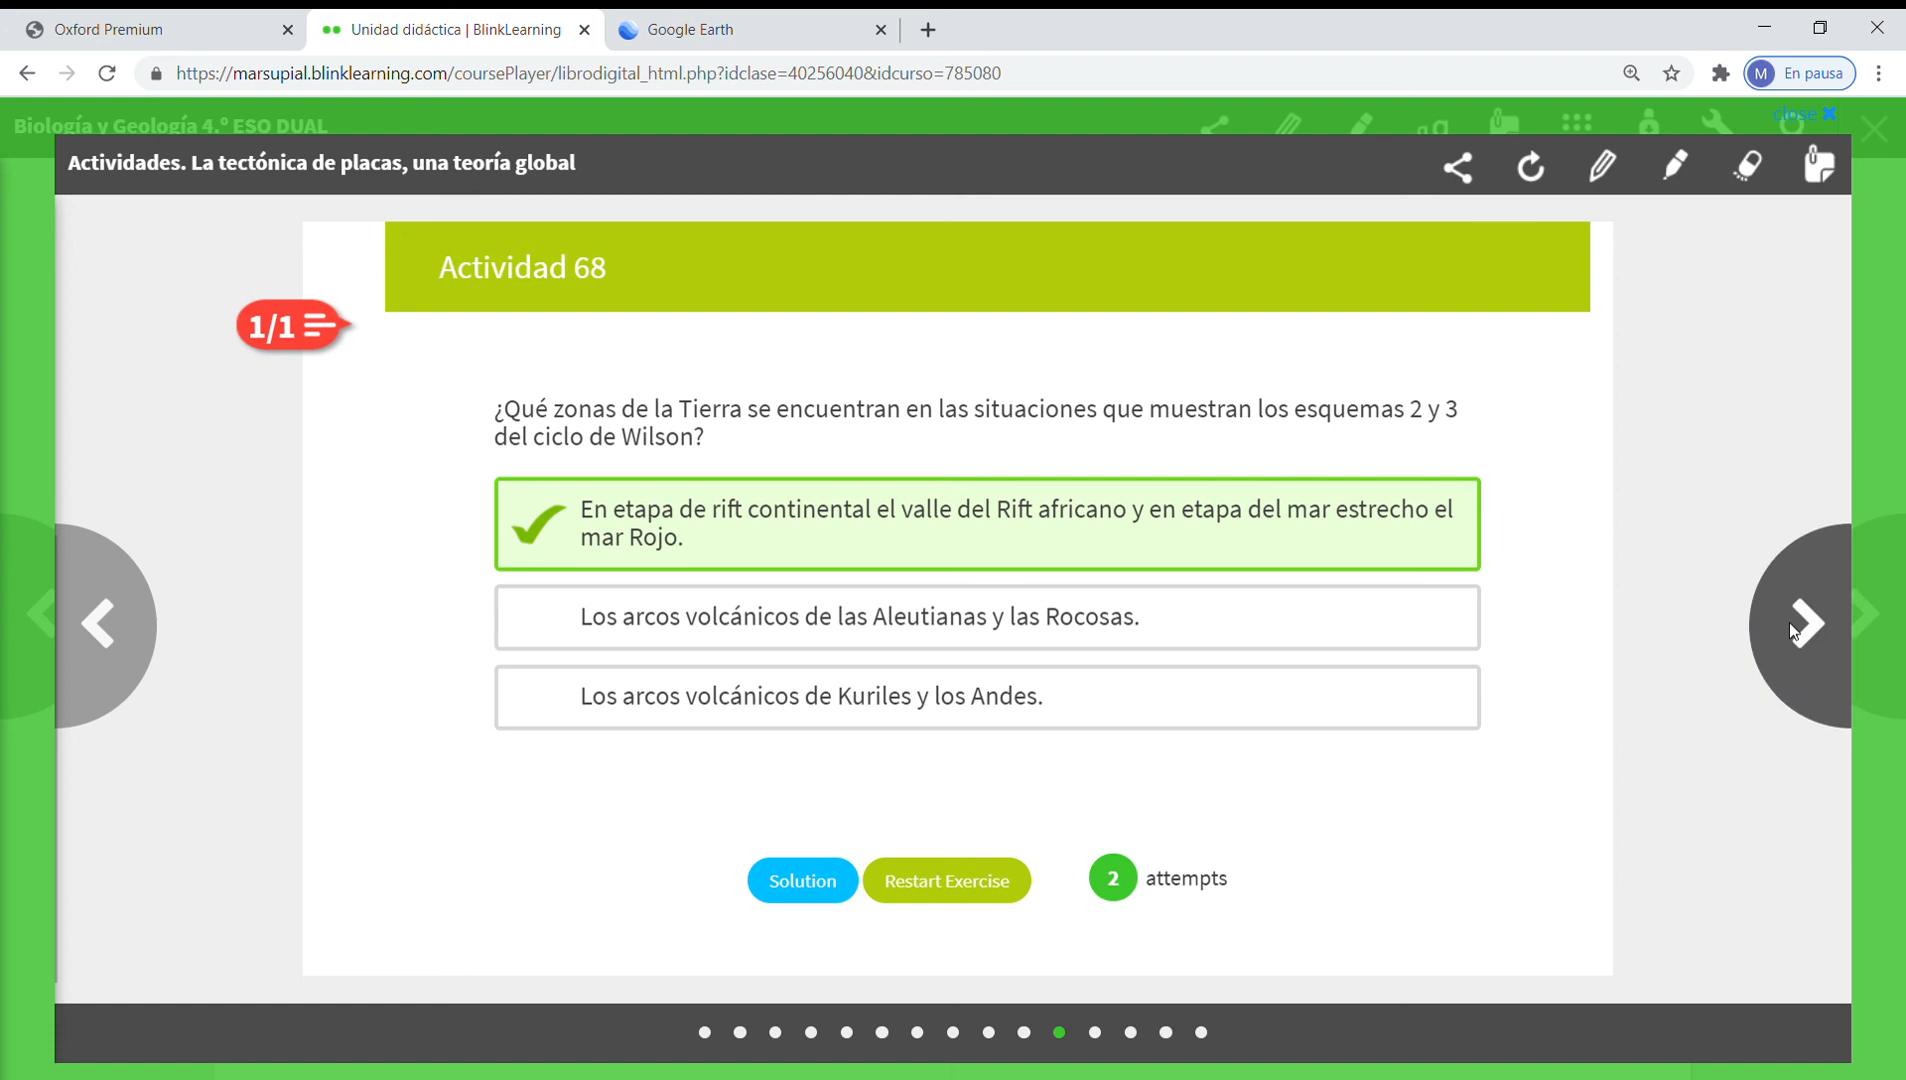 Oxford Premium
Unidad didáctica | BlinkLearning
Google Earth
https://marsupial.blinklearning.com/coursePlayer/librodigital_html.php?idclase=40256040&idcurso=785080
M
En pausa
Biología y Geología 4.º ESO DUAL
close
Actividades. La tectónica de placas, una teoría global
Actividad 68
1/1
¿Qué zonas de la Tierra se encuentran en las situaciones que muestran los esquemas 2 y 3
del ciclo de Wilson?
En etapa de rift continental el valle del Rift africano y en etapa del mar estrecho el
mar Rojo.
Los arcos volcánicos de las Aleutianas y las Rocosas.
Los arcos volcánicos de Kuriles y los Andes.
Solution
Restart Exercise
2
attempts